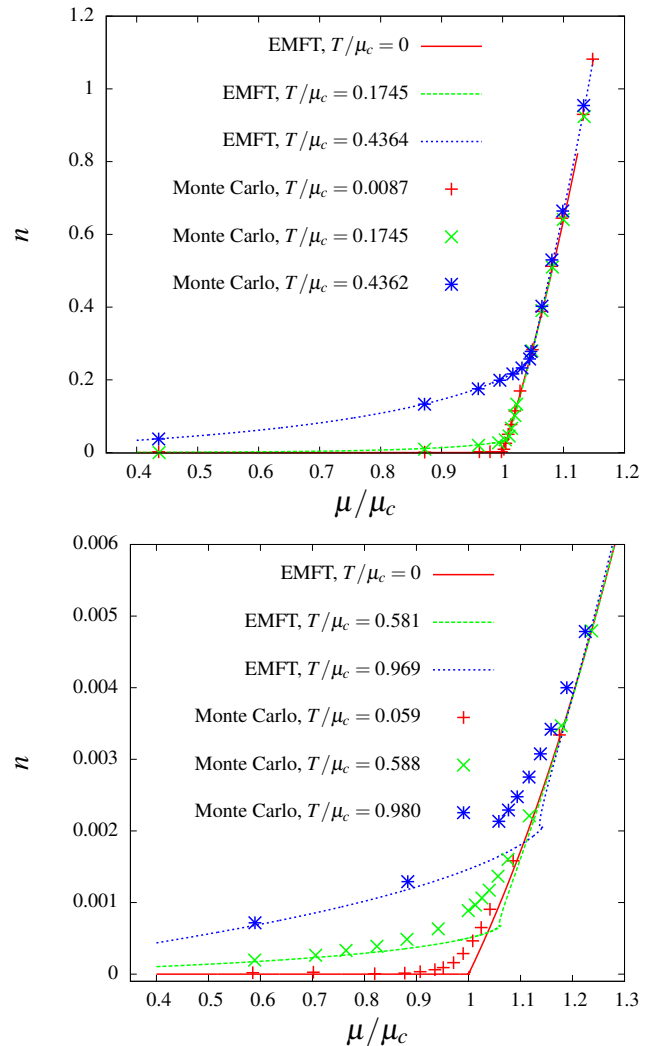 EMFT, T/μc = 0
EMFT, T/μc = 0.1745
EMFT, T/μc = 0.4364
Monte Carlo, T/μc = 0.0087
Monte Carlo, T/μc = 0.1745
Monte Carlo, T/μc = 0.4362
n
1
0.8
0.6
0.4
0.2
0
0.4 0.5 0.6 0.7 0.8 0.9 1 1.1 1.2
μ/μc
EMFT, T/μc = 0
EMFT, T/μc = 0.581
EMFT, T/μc = 0.969
Monte Carlo, T/μc = 0.059
Monte Carlo, T/μc = 0.588
Monte Carlo, T/μc = 0.980
n
0.006
0.005
0.004
0.003
0.002
0.001
0
0.4 0.5 0.6 0.7 0.8 0.9 1 1.1 1.2 1.3
μ/μc